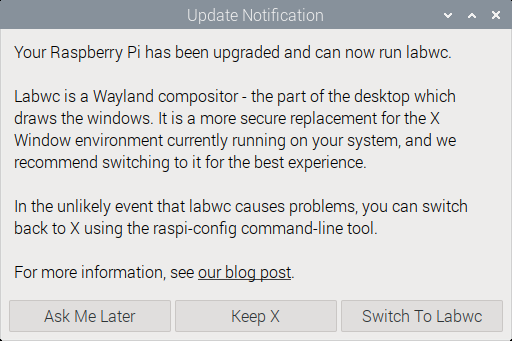 Update Notification
Your Raspberry Pi has been upgraded and can now run labwc.
Labwc is a Wayland compositor - the part of the desktop which
draws the windows. It is a more secure replacement for the X
Window environment currently running on your system, and we
recommend switching to it for the best experience.
In the unlikely event that labwc causes problems, you can switch
back to X using the raspi-config command-line tool.
For more information, see our blog post.
Ask Me Later
Keep X
Switch To Labwc